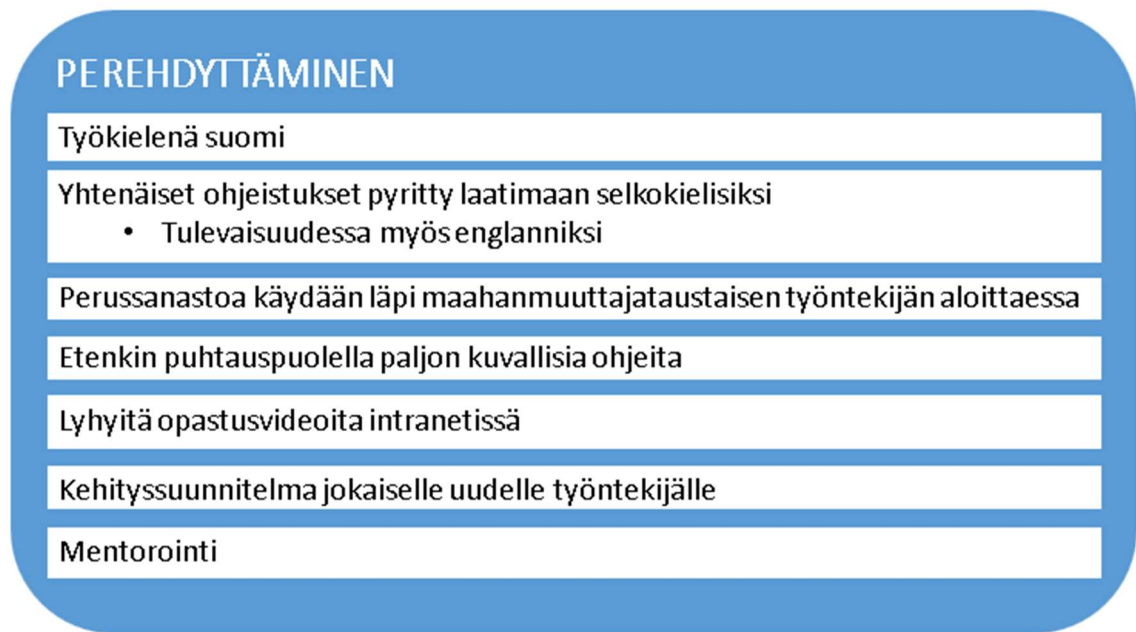 PEREHDYTTÄMINEN
Työkielenä suomi
Yhtenäiset ohjeistukset pyritty laatimaan selkokielisiksi
• Tulevaisuudessa myös englanniksi
Perussanastoa käydään läpi maahanmuuttajataustaisen työntekijän aloittaessa
Etenkin puhtauspuolella paljon kuvallisia ohjeita
Lyhyitä opastusvideoita intranetissä
Kehityssuunnitelma jokaiselle uudelle työntekijälle
Mentorointi